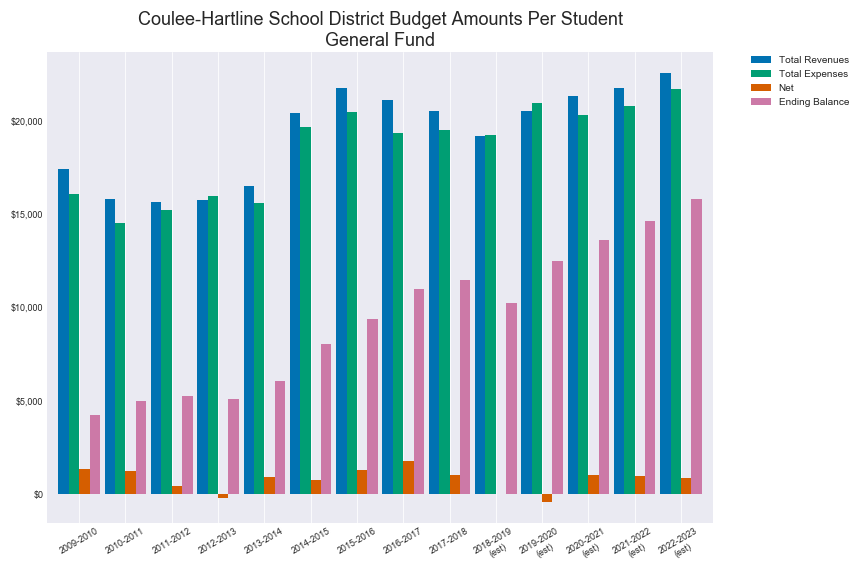 Coulee-Hartline School District Budget Amounts Per Student
General Fund
Total Revenues
Total Expenses
Net
Ending Balance
$20,000
$15,000
$10,000
$5,000
$0
2009-2010
2010-2011
2011-2012
2012-2013
2013-2014
2014-2015
2015-2016
2016-2017
2017-2018
2018-2019
(est)
2019-2020
(est)
2020-2021
(est)
2021-2022
(est)
2022-2023
(est)